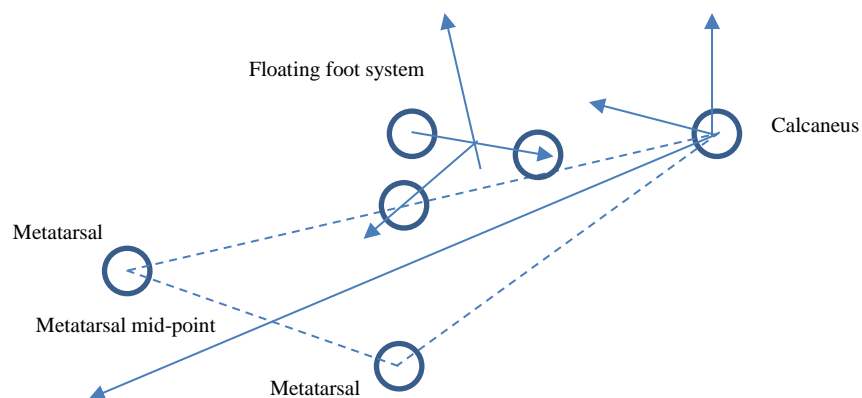 Floating foot system
Calcaneus
Metatarsal
Metatarsal mid-point
Metatarsal